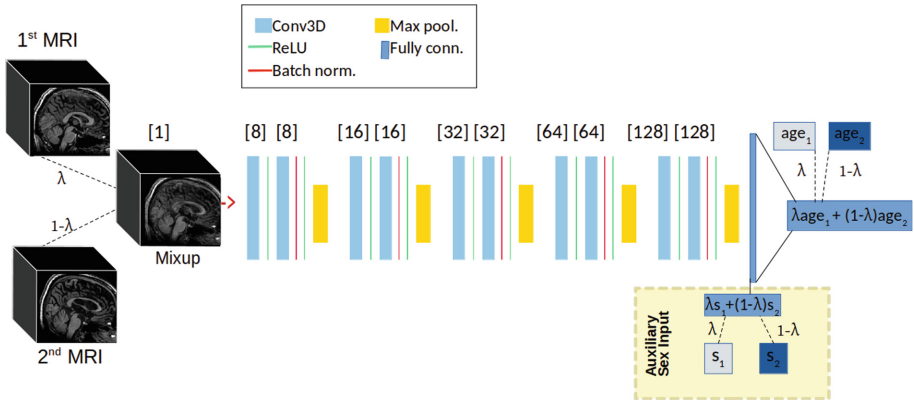 Conv3D
Max pool.
ReLU
Fully conn.
Batch norm.
1st MRI
[1]
[8] [8]
[16] [16]
[32] [32]
[64] [64]
[128] [128]
age1
age2
λ
λ
1-λ
1-λ
λage1 + (1-λ)age2
Mixup
2nd MRI
λs1+(1-λ)s2
λ
1-λ
s1
s2
Auxiliary
Sex Input